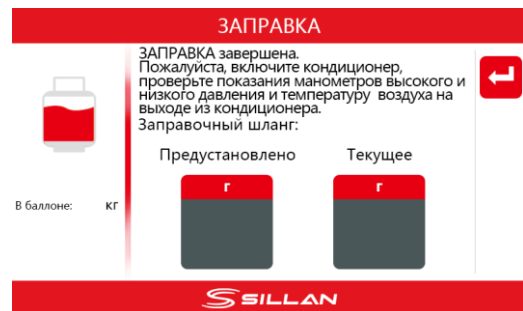 ЗАПРАВКА
ЗАПРАВКА завершена.
Пожалуйста, включите кондиционер,
проверьте показания манометров высокого и
низкого давления и температуру воздуха на
выходе из кондиционера.
Заправочный шланг:
Предустановлено Текущее
г г
В баллоне: кг
SILLAN